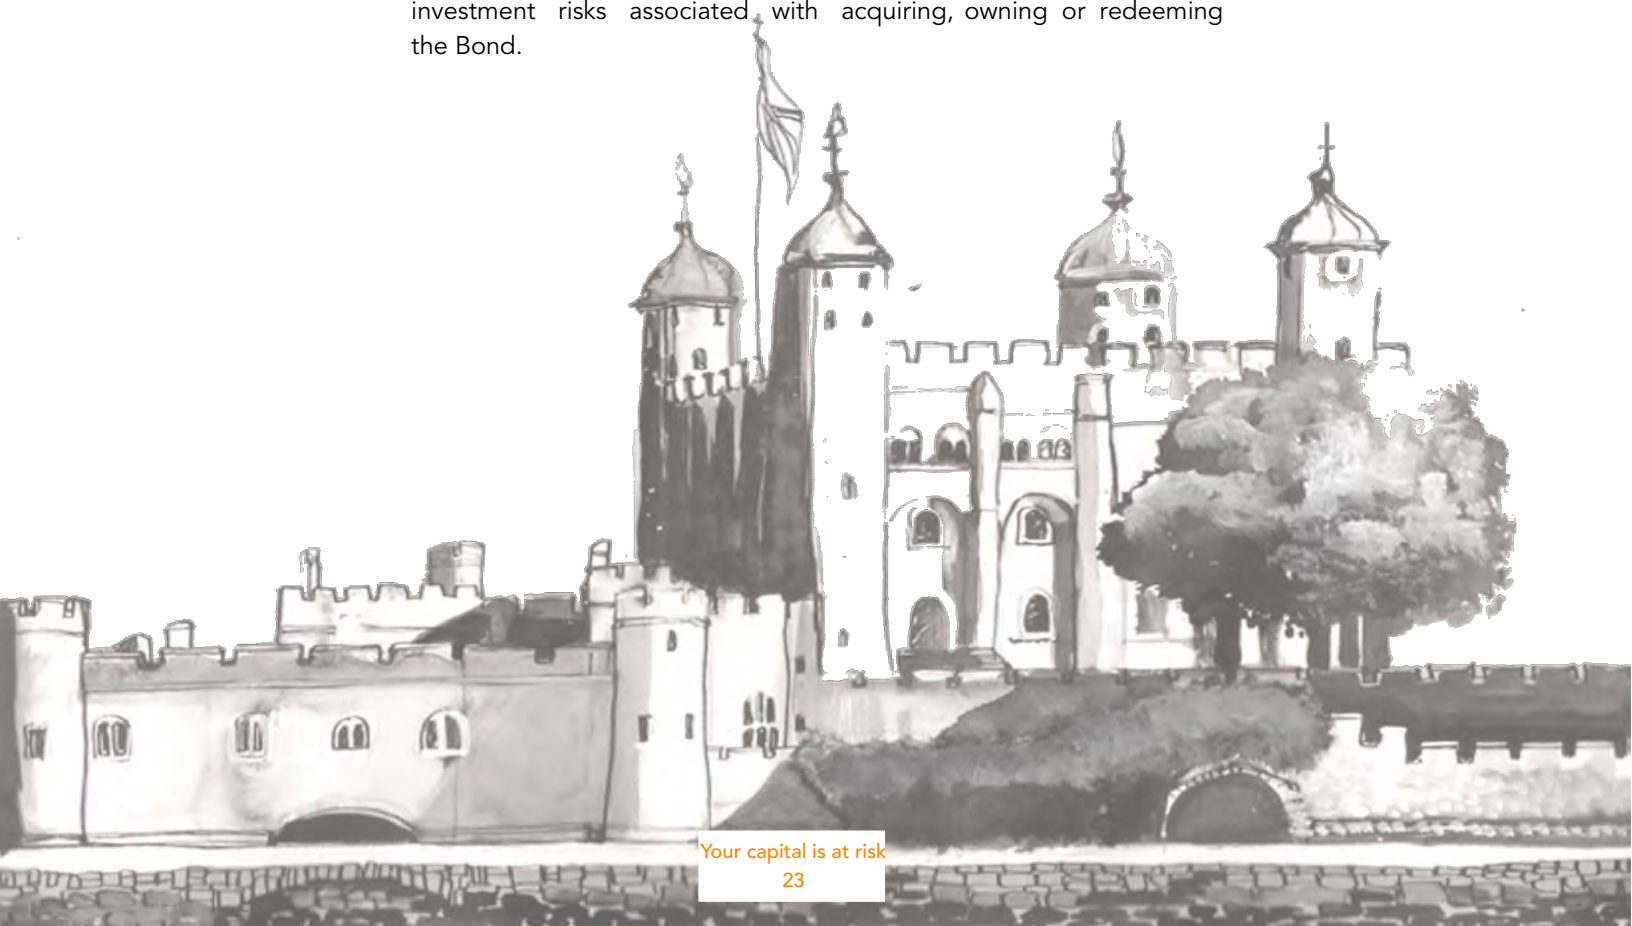 investment risks associated with acquiring, owning or redeeming
the Bond.
Your capital is at risk
23